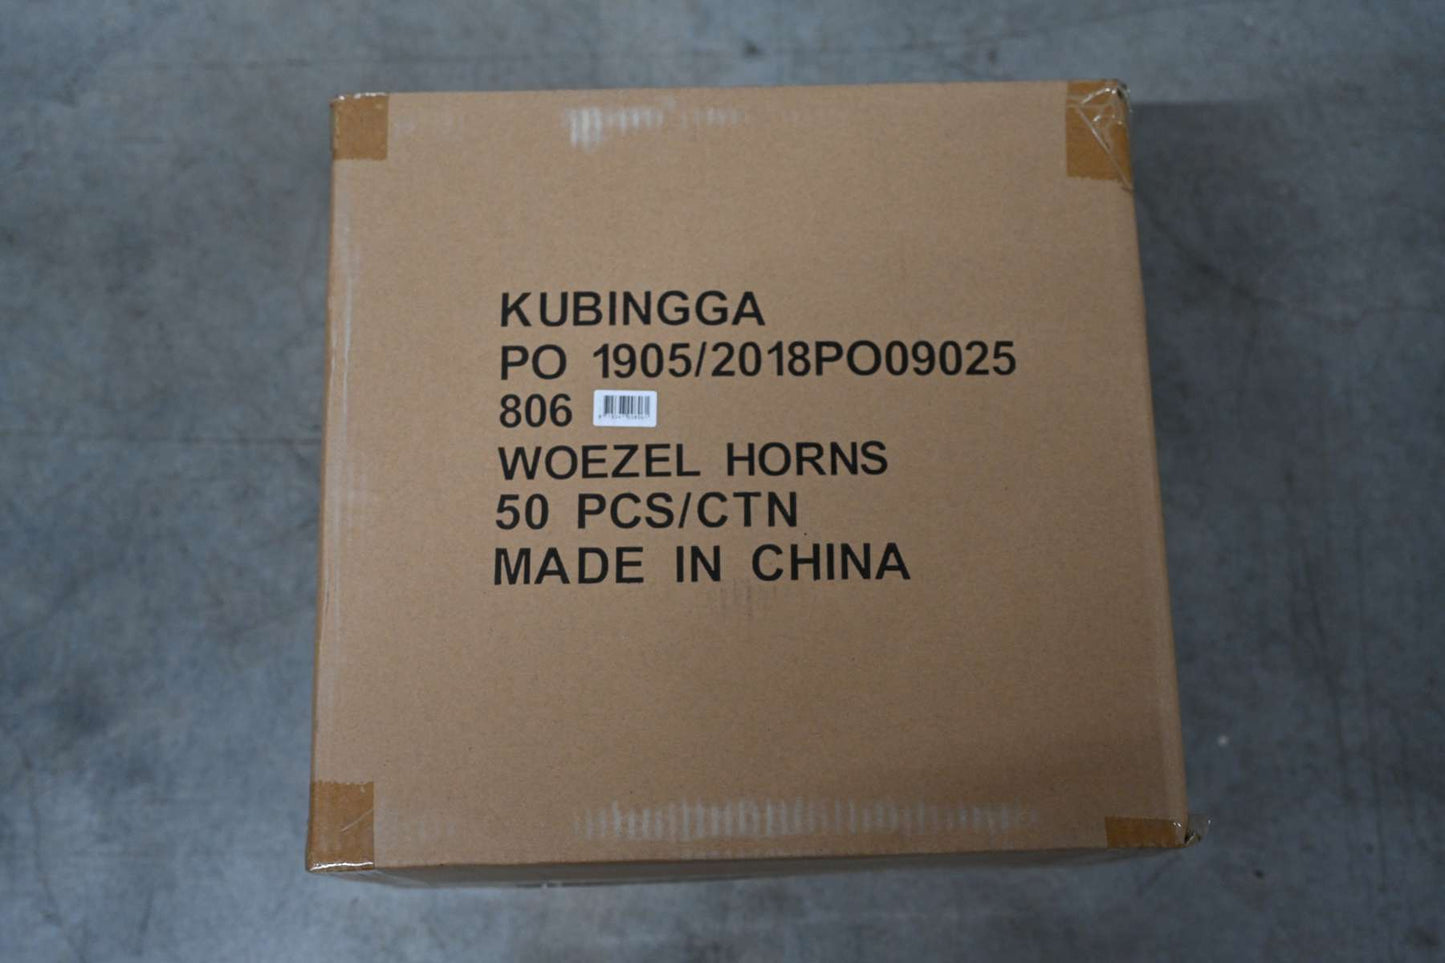 KUBINGGA
PO 1905/2018PO09025
806
WOEZEL HORNS
50 PCS/CTN
MADE IN CHINA